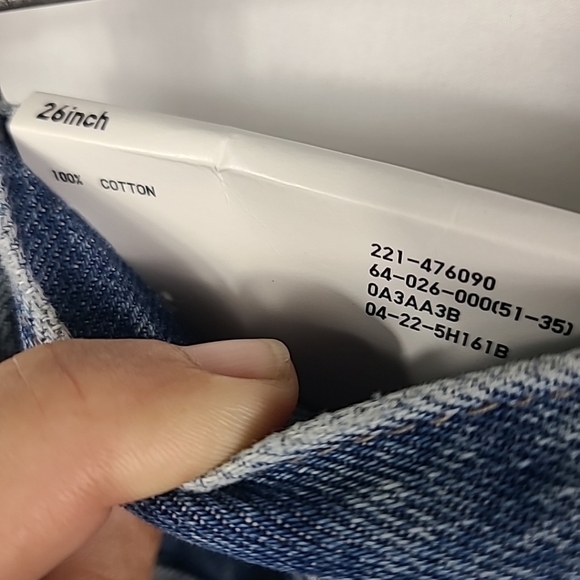 26inch
100% COTTON
221-476090
64-026-000(51-35)
0A3AA3B
04-22-5H161B